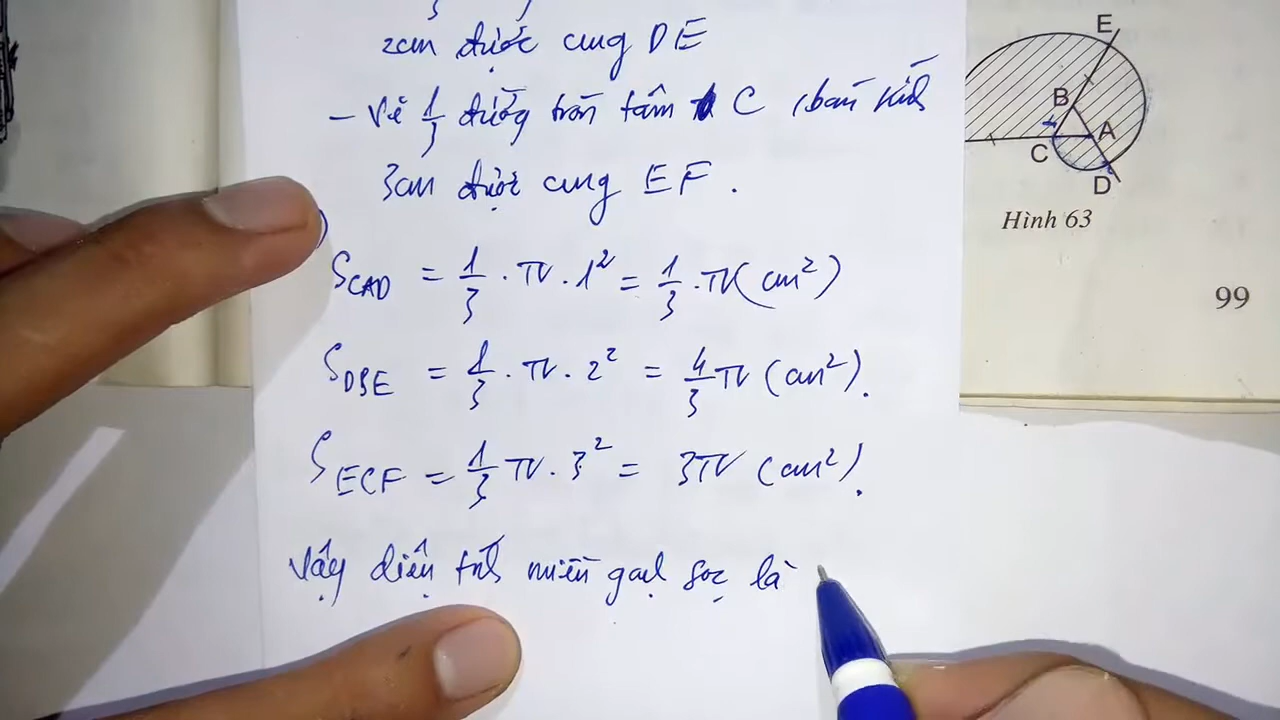 2cm được cung DE
- Vẽ 1/3 đường tròn tâm C, bán kính
3cm được cung EF.
S_CAD = 1/3 . π . 1² = 1/3 . π (cm²)
S_DBE = 1/3 . π . 2² = 4/3 π (cm²).
S_ECF = 1/3 π . 3² = 3π (cm²).
Vậy diện tích miền gạch sọc là
E
B
A
C
D
Hình 63
99